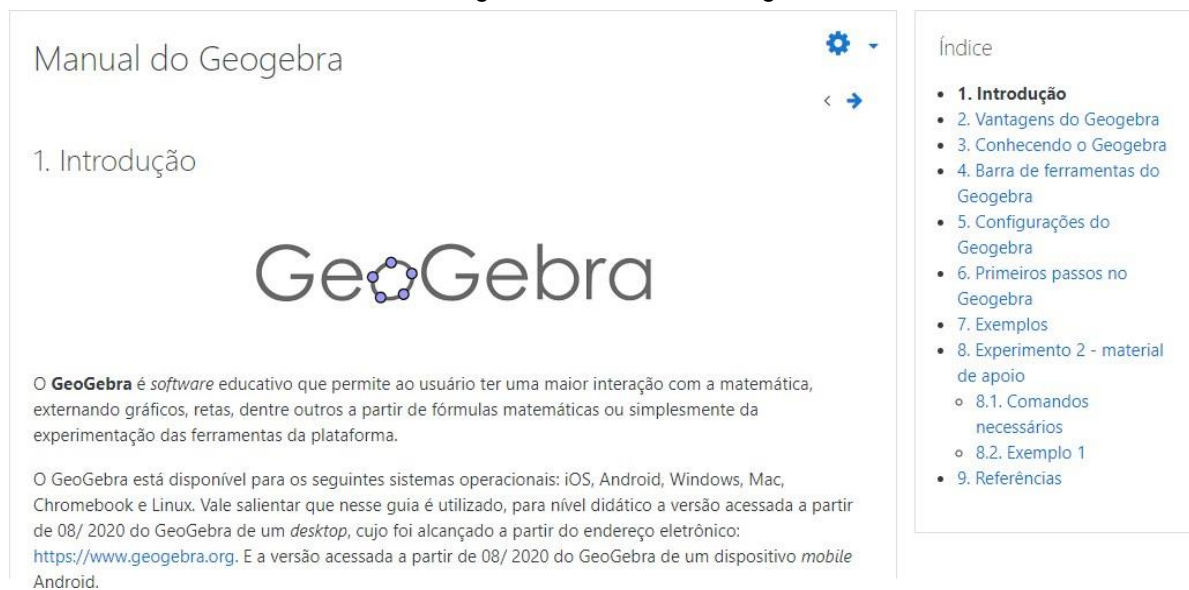 Manual do Geogebra
1. Introdução
GeoGebra
O GeoGebra é software educativo que permite ao usuário ter uma maior interação com a matemática,
externando gráficos, retas, dentre outros a partir de fórmulas matemáticas ou simplesmente da
experimentação das ferramentas da plataforma.
O GeoGebra está disponível para os seguintes sistemas operacionais: iOS, Android, Windows, Mac,
Chromebook e Linux. Vale salientar que nesse guia é utilizado, para nível didático a versão acessada a partir
de 08/ 2020 do GeoGebra de um desktop, cujo foi alcançado a partir do endereço eletrônico:
https://www.geogebra.org. E a versão acessada a partir de 08/ 2020 do GeoGebra de um dispositivo mobile
Android.
Índice
1. Introdução
2. Vantagens do Geogebra
3. Conhecendo o Geogebra
4. Barra de ferramentas do
Geogebra
5. Configurações do
Geogebra
6. Primeiros passos no
Geogebra
7. Exemplos
8. Experimento 2 - material
de apoio
8.1. Comandos
necessários
8.2. Exemplo 1
9. Referências